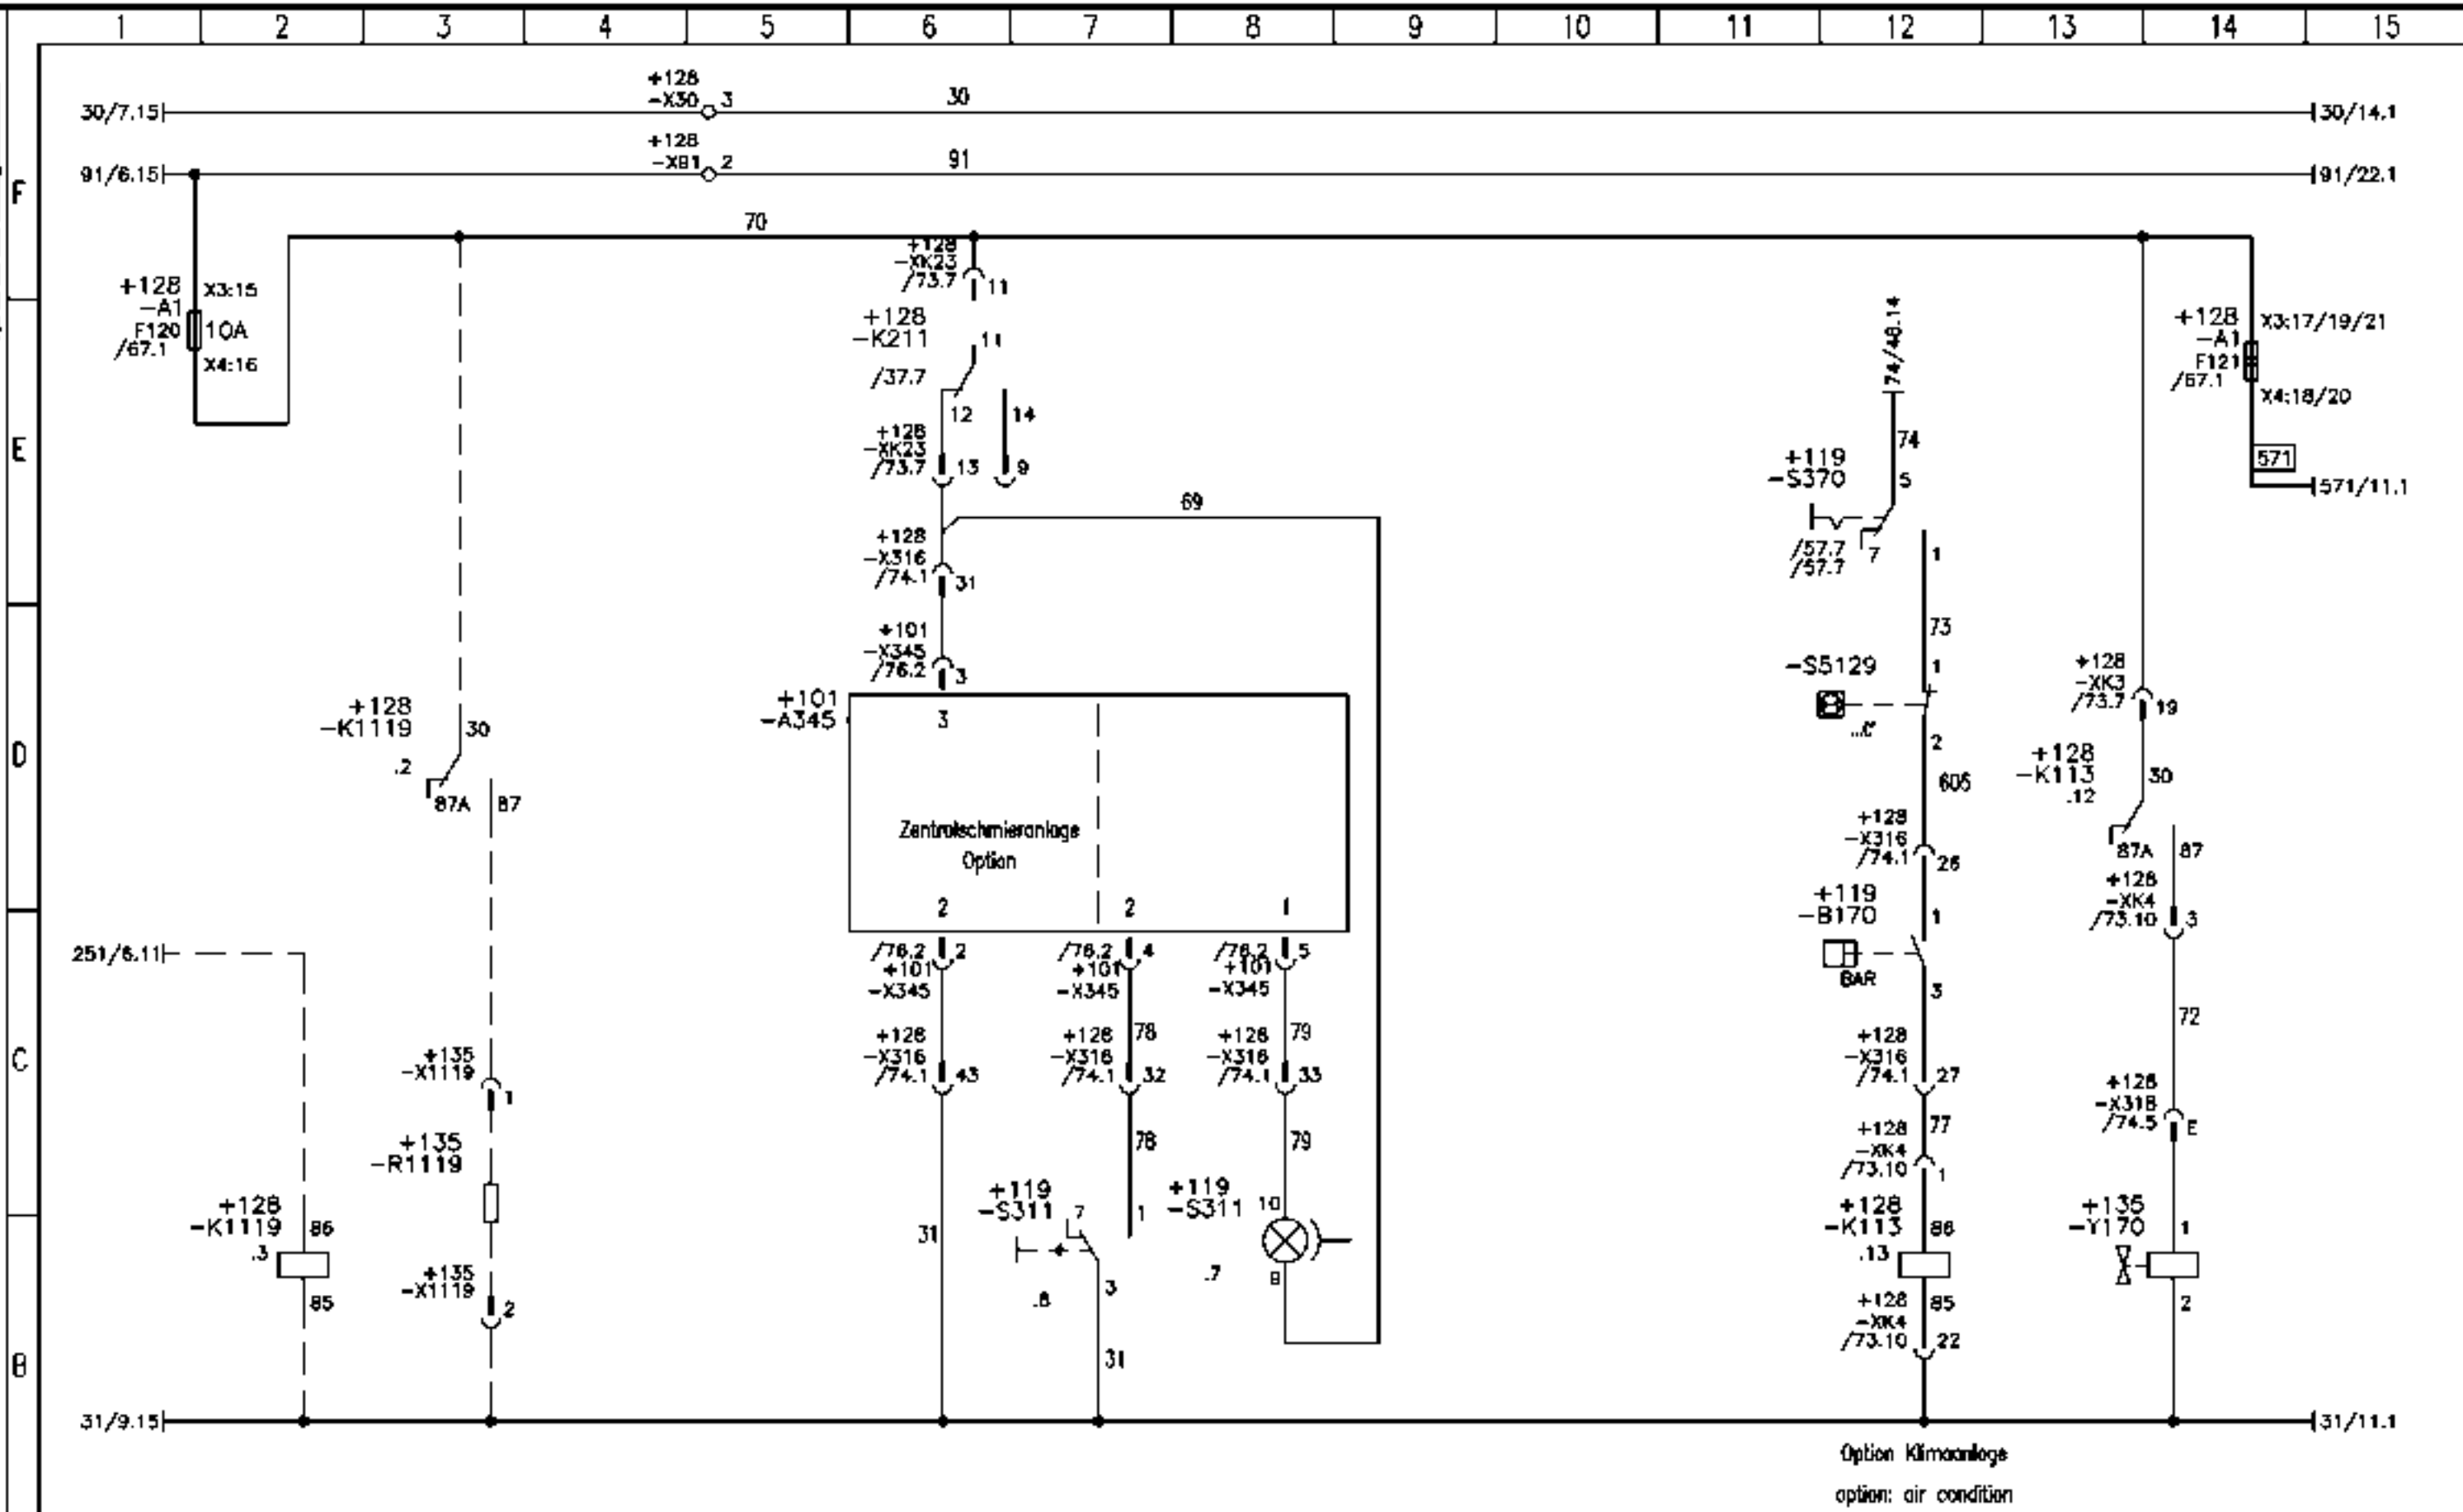 1 2 3 4 5 6 7 8 9 10 11 12 13 14 15
F
E
D
C
B
30/7.15
+128
-X30 3
30
30/14.1
91/6.15
+128
-X91 2
91
91/22.1
70
+128
-A1
F120
/67.1
X3:15
10A
X4:16
+128
-XK23
/73.7
11
+128
-K211
11
/37.7
12
14
+128
-XK23
/73.7
13
9
69
+128
-X316
/74.1
31
+101
-X345
/76.2
3
+101
-A345
3
Zentralschmieranlage
Option
2
2
1
/76.2 2
+101
-X345
/76.2 4
+101
-X345
/76.2 5
+101
-X345
+128
-X316
/74.1
43
78
+128
-X316
/74.1
32
79
+128
-X316
/74.1
33
78
79
31
+119
-S311
7
1
3
.8
31
+119
-S311
10
9
.7
+128
-K1119
30
.2
87A
87
251/6.11
+135
-X1119
1
+135
-R1119
+135
-X1119
2
+128
-K1119
86
.3
85
74/48.14
74
+119
-S370
5
/57.7
/57.7
7
1
73
-S5129
1
...C°
2
605
+128
-X316
/74.1
26
+119
-B170
1
BAR
3
+128
-X316
/74.1
27
77
+128
-XK4
/73.10
1
+128
-K113
86
.13
+128
-XK4
/73.10
85
22
+128
-A1
F121
/67.1
X3:17/19/21
X4:18/20
571
571/11.1
+128
-XK3
/73.7
19
+128
-K113
30
.12
87A
87
+128
-XK4
/73.10
3
72
+128
-X318
/74.5
E
+135
-Y170
1
2
31/9.15
31/11.1
Option Klimaanlage
option: air condition